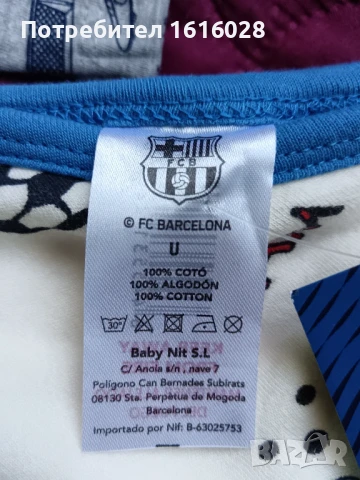 Потребител 1616028
FCB
© FC BARCELONA
U
100% COTÓ
100% ALGODÓN
100% COTTON
30°
Baby Nit S.L
C/ Anoia s/n , nave 7
Polígono Can Bernades Subirats
08130 Sta. Perpètua de Mogoda
Barcelona
Importado por Nif: B-63025753
bazar